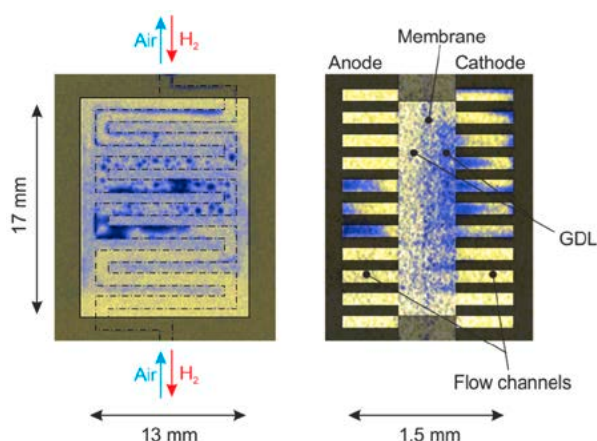 Air H₂
Membrane
Anode Cathode
17 mm
GDL
Flow channels
Air H₂
13 mm 1.5 mm